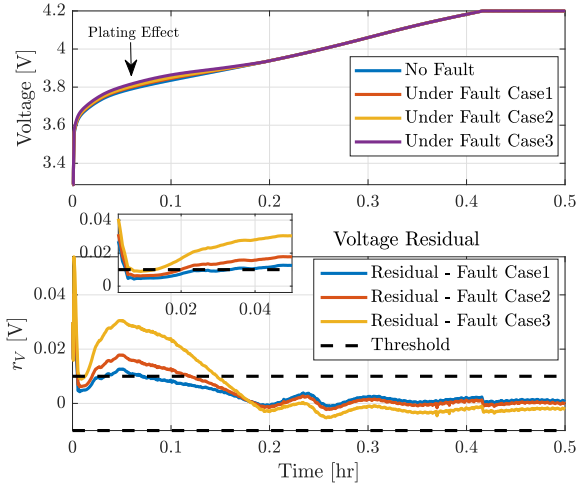 4.2
Plating Effect
4
3.8
3.6
3.4
Voltage [V]
No Fault
Under Fault Case1
Under Fault Case2
Under Fault Case3
0 0.1 0.2 0.3 0.4 0.5
0.04
0.02
0
0.02 0.04
Voltage Residual
0.04
0.02
0
r_V [V]
Residual - Fault Case1
Residual - Fault Case2
Residual - Fault Case3
Threshold
0 0.1 0.2 0.3 0.4 0.5
Time [hr]